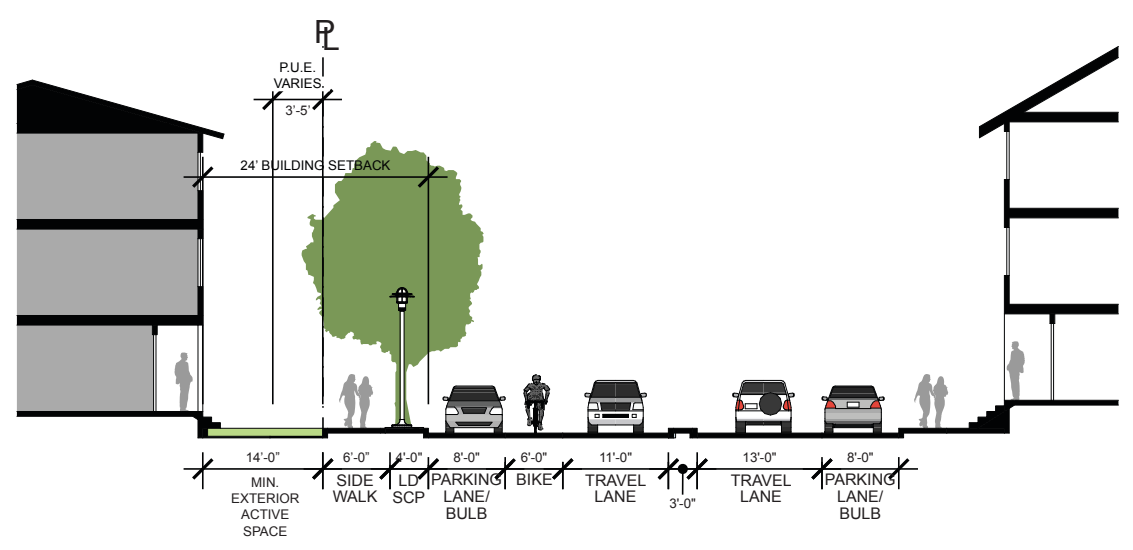 PL
P.U.E.
VARIES
3'-5'
24' BUILDING SETBACK
14'-0"
6'-0"
4'-0"
8'-0"
6'-0"
11'-0"
13'-0"
8'-0"
MIN.
EXTERIOR
ACTIVE
SPACE
SIDE
WALK
LD
SCP
PARKING
LANE/
BULB
BIKE
TRAVEL
LANE
3'-0"
TRAVEL
LANE
PARKING
LANE/
BULB